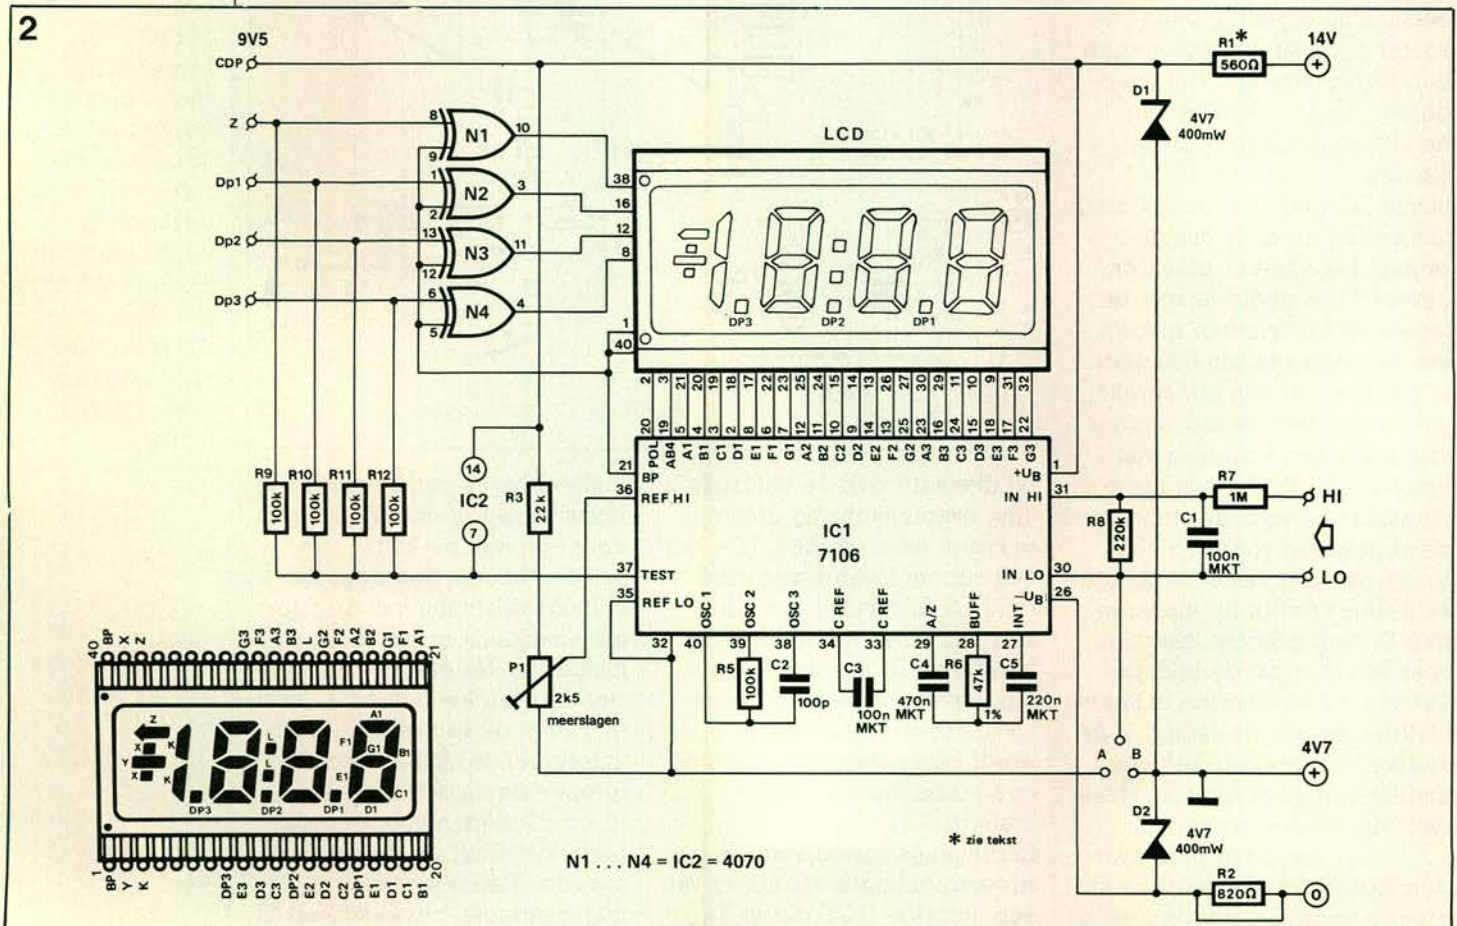 2
9V5
CDP
Z
Dp1
Dp2
Dp3
8
9
N1
10
1
2
N2
3
13
12
N3
11
6
5
N4
4
R1*
560Ω
14V
+
D1
4V7
400mW
LCD
38
16
12
8
1
40
DP3 DP2 DP1
2 3 21 20 19 18 17 22 23 25 24 15 14 13 26 27 30 29 11 10 9 31 32
20 19 5 4 3 2 8 6 7 12 11 10 9 14 13 25 23 16 24 15 18 17 22
POL AB4 A1 B1 C1 D1 E1 F1 G1 A2 B2 C2 D2 E2 F2 G2 A3 B3 C3 D3 E3 F3 G3
21 BP
36 REF HI
37 TEST
35 REF LO
+UB 1
IN HI 31
IN LO 30
-UB 26
IC1
7106
OSC 1 OSC 2 OSC 3 C REF C REF A/Z BUFF INT
32 40 39 38 34 33 29 28 27
R9
100k
R10
100k
R11
100k
R12
100k
14
IC2
7
R3
22k
R7
1M
HI
R8
220k
C1
100n
MKT
LO
P1
2k5
meerslagen
R5
100k
C2
100p
C3
100n
MKT
C4
470n
MKT
R6
47k
1%
C5
220n
MKT
A B
4V7
+
D2
4V7
400mW
R2
820Ω
0
* zie tekst
N1 . . . N4 = IC2 = 4070
40 BP X Z G3 F3 A3 B3 L G2 F2 A2 B2 G1 F1 A1 21
Z
X
Y
X
K
K
L
L
A1
F1
G1
B1
E1
C1
D1
DP3 DP2 DP1
1 BP Y K DP3 E3 D3 C3 DP2 E2 D2 C2 DP1 E1 D1 C1 B1 20